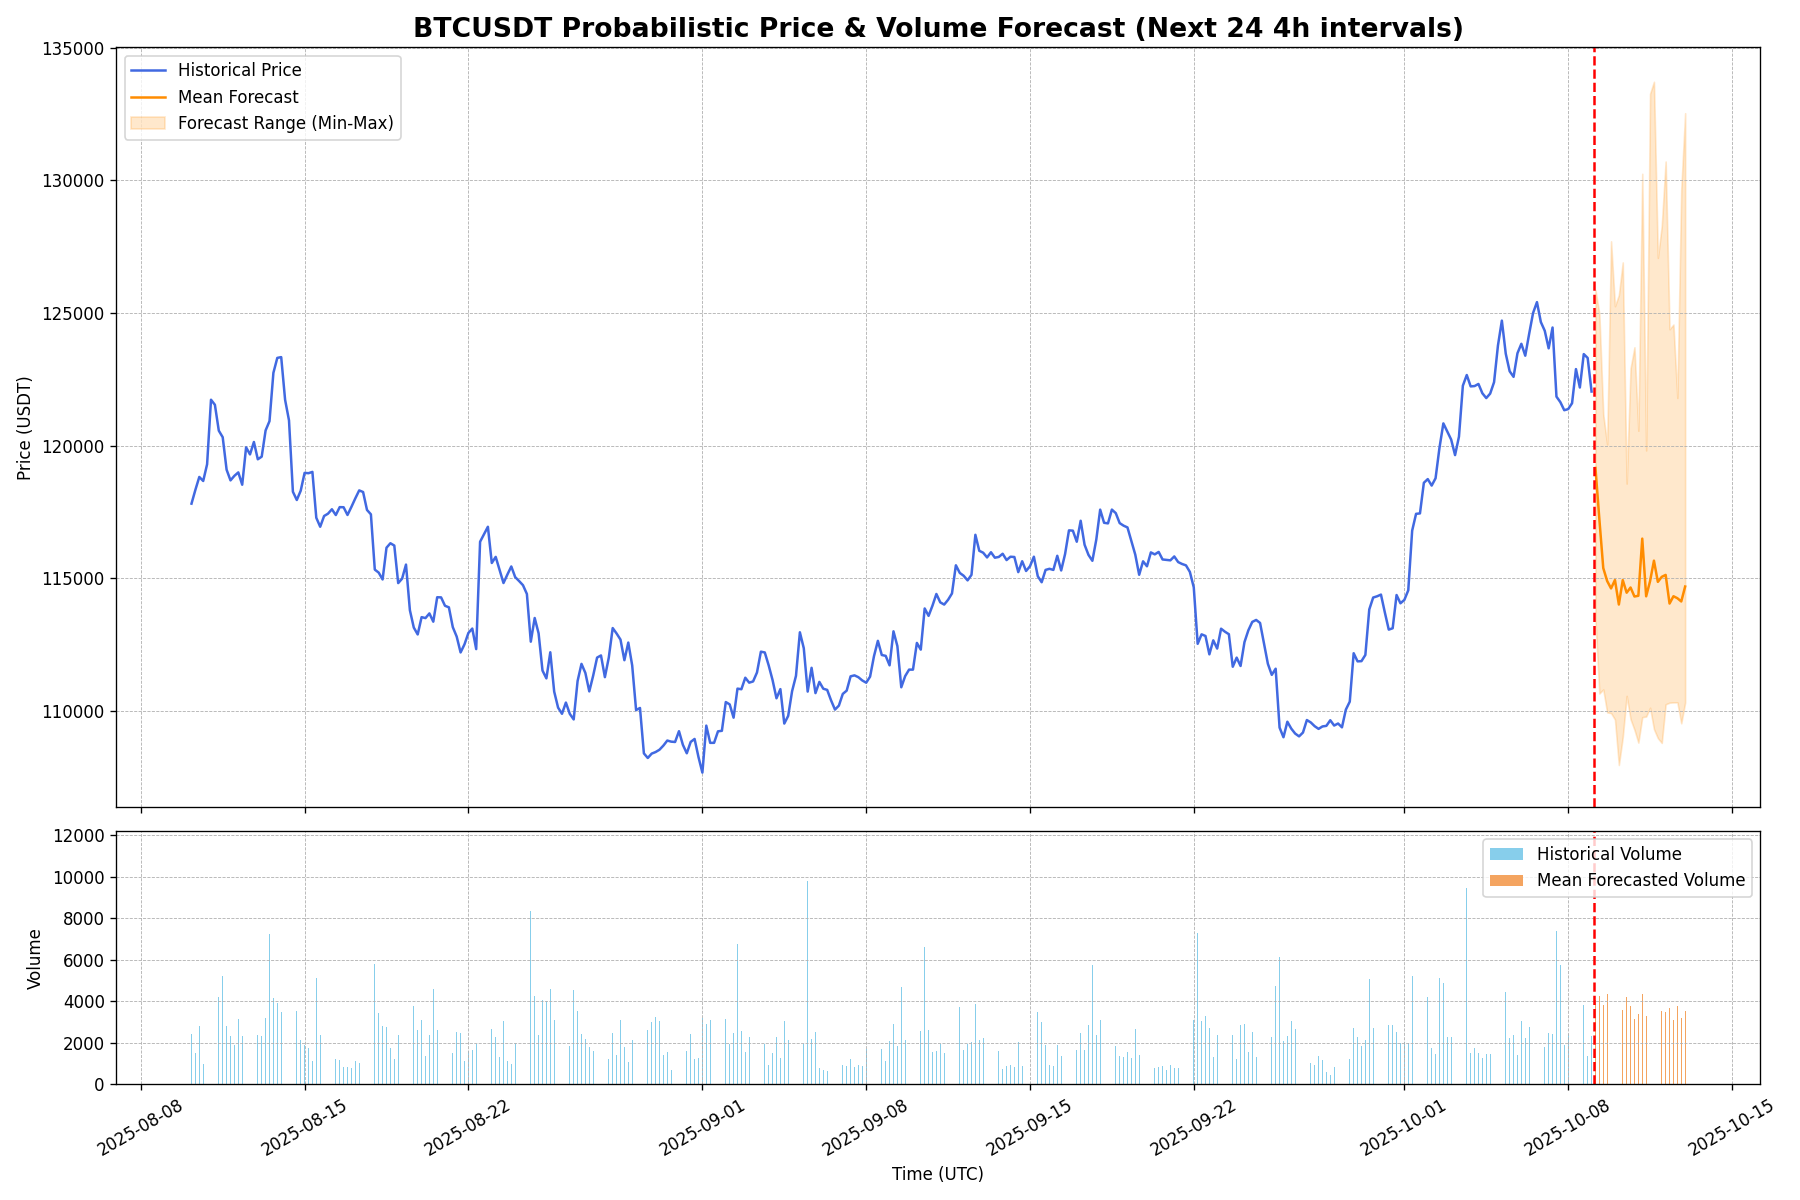 BTCUSDT Probabilistic Price & Volume Forecast (Next 24 4h intervals)
135000
130000
125000
120000
115000
110000
Price (USDT)
Historical Price
Mean Forecast
Forecast Range (Min-Max)
12000
10000
8000
6000
4000
2000
0
Volume
Historical Volume
Mean Forecasted Volume
2025-08-08
2025-08-15
2025-08-22
2025-09-01
2025-09-08
2025-09-15
2025-09-22
2025-10-01
2025-10-08
2025-10-15
Time (UTC)